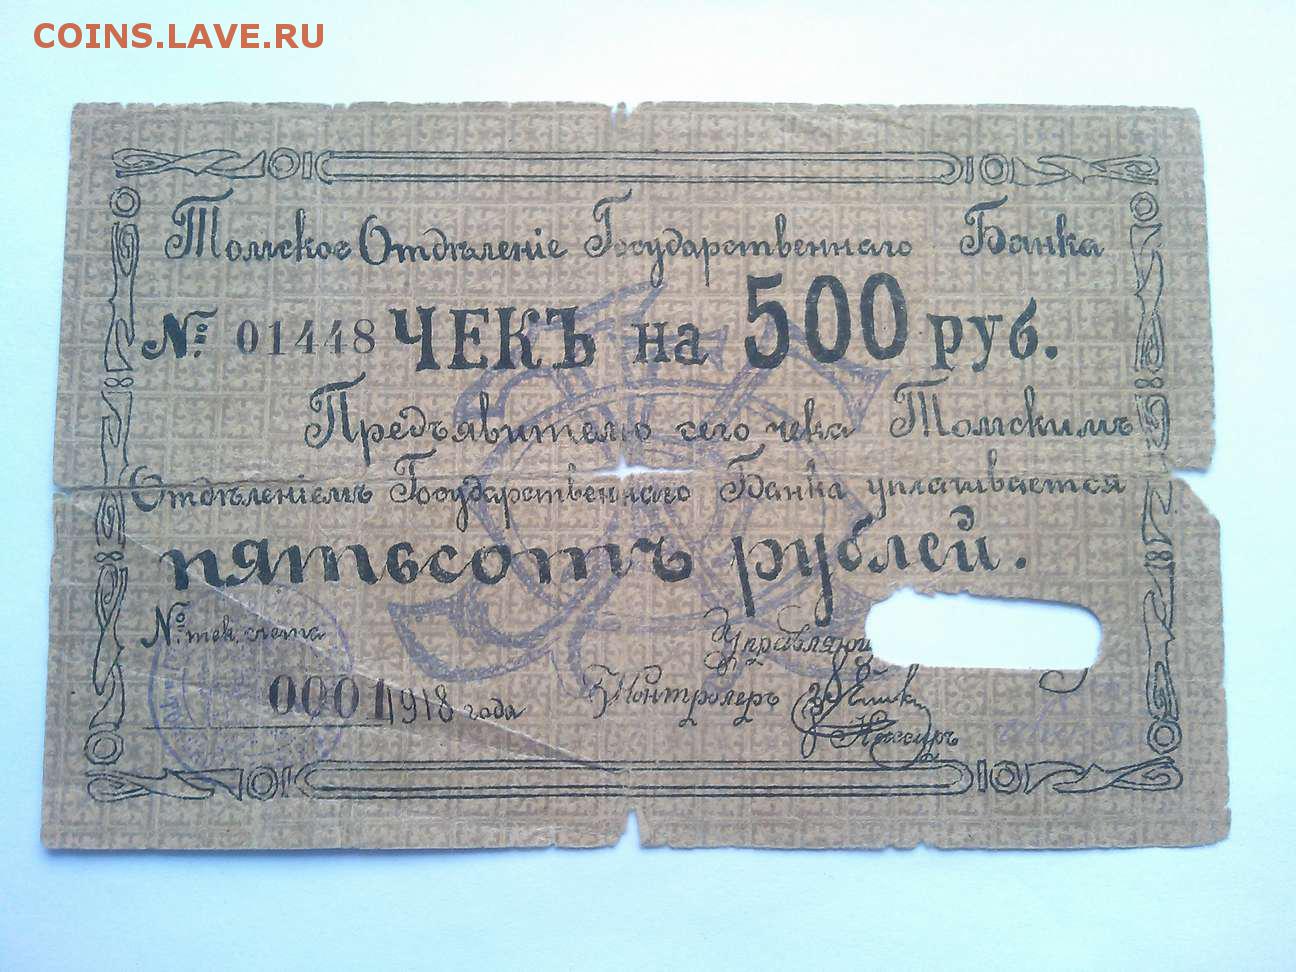 COINS.LAVE.RU
Томское Отдѣленіе Государственнаго Банка
№ 01448 ЧЕКЪ на 500 руб.
Предъявителю сего чека Томскимъ
Отдѣленіемъ Государственнаго Банка уплачивается
пятьсотъ рублей.
№ тек. счета
0001 1918 года
Контролеръ
Кассиръ